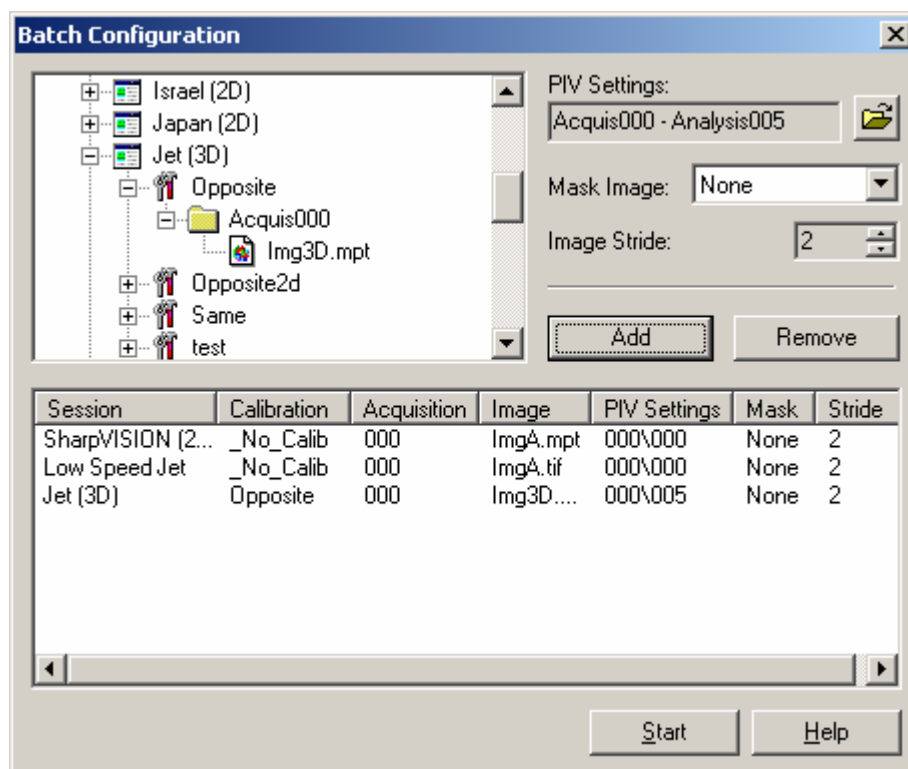 Batch Configuration
Israel (2D)
Japan (2D)
Jet (3D)
Opposite
Acquis000
Img3D.mpt
Opposite2d
Same
test
PIV Settings:
Acquis000 - Analysis005
Mask Image: None
Image Stride: 2
Add Remove
Session Calibration Acquisition Image PIV Settings Mask Stride
SharpVISION (2... _No_Calib 000 ImgA.mpt 000\000 None 2
Low Speed Jet _No_Calib 000 ImgA.tif 000\000 None 2
Jet (3D) Opposite 000 Img3D.... 000\005 None 2
Start Help